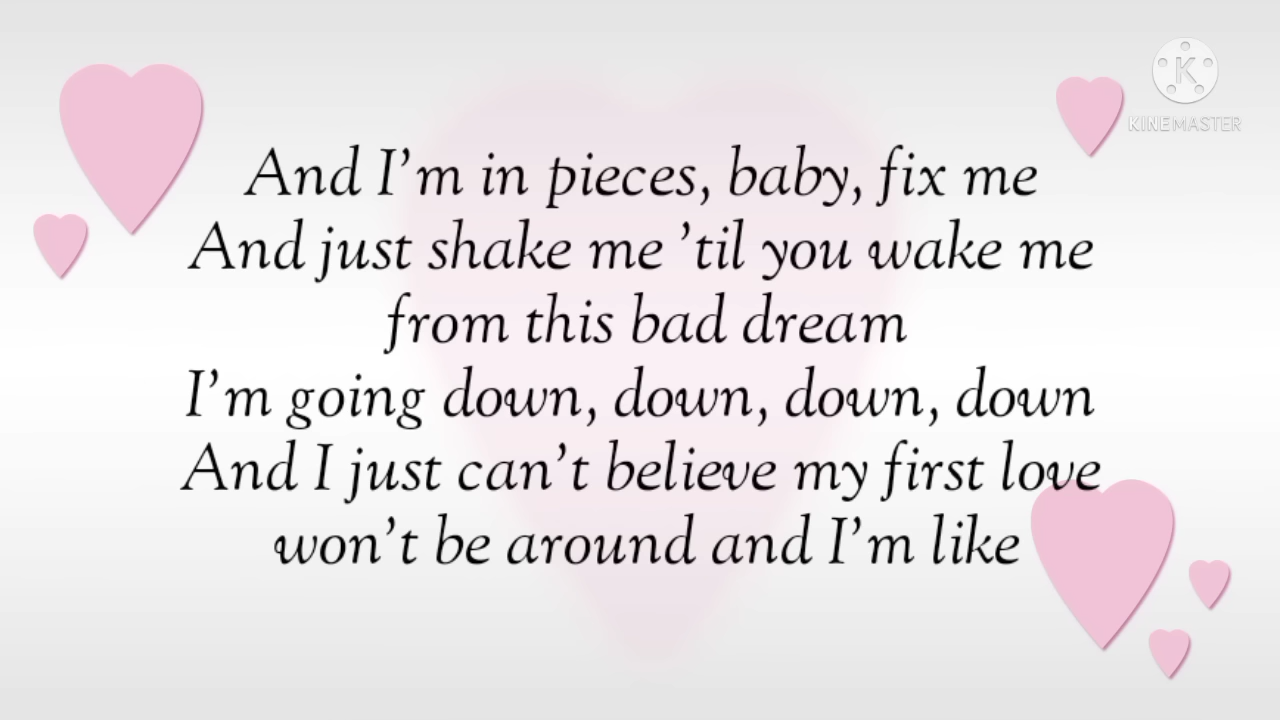 KINEMASTER
And I’m in pieces, baby, fix me
And just shake me ’til you wake me
from this bad dream
I’m going down, down, down, down
And I just can’t believe my first love
won’t be around and I’m like